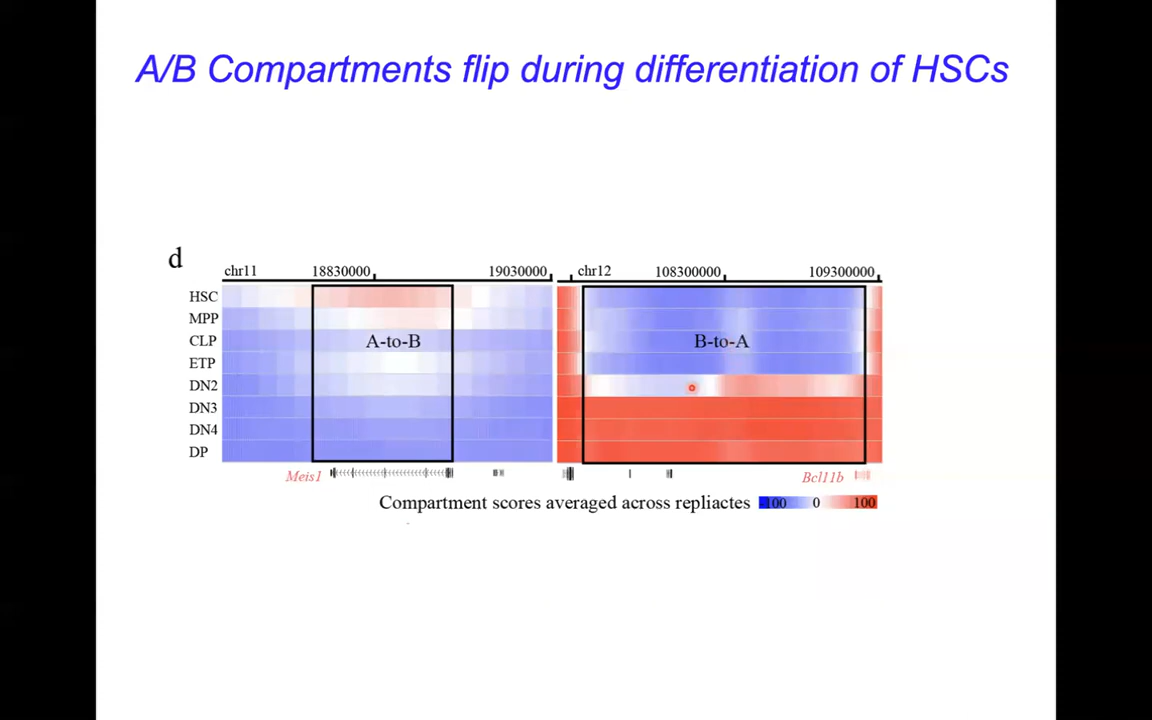 A/B Compartments flip during differentiation of HSCs
d
chr11 18830000 19030000 chr12 108300000 109300000
HSC
MPP
CLP A-to-B B-to-A
ETP
DN2
DN3
DN4
DP
Meis1 Bcl11b
Compartment scores averaged across repliactes -100 0 100